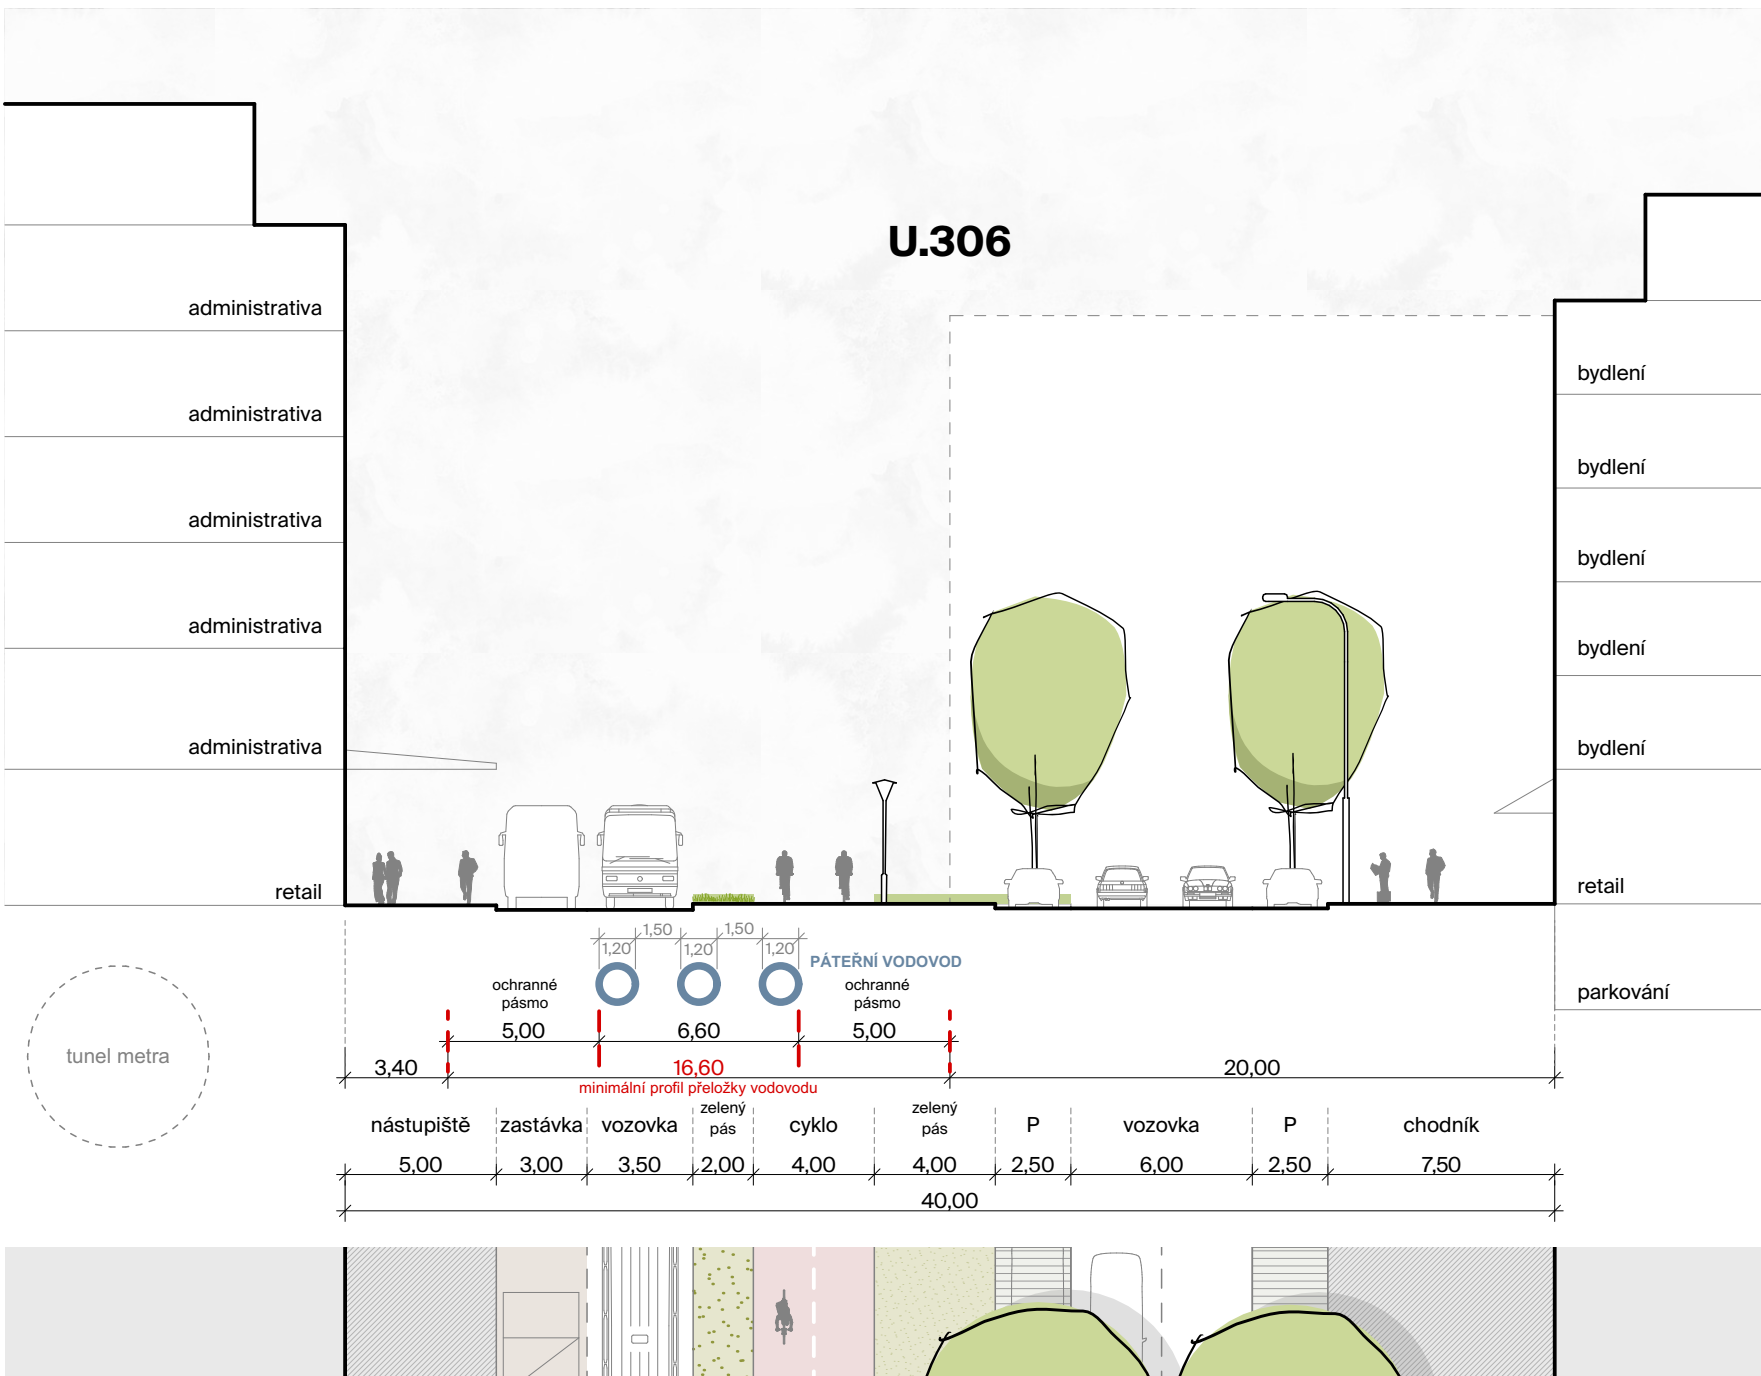 U.306
administrativa
administrativa
administrativa
administrativa
administrativa
retail
bydlení
bydlení
bydlení
bydlení
bydlení
retail
parkování
tunel metra
1,50
1,50
1,20
1,20
1,20
PÁTEŘNÍ VODOVOD
ochranné
pásmo
ochranné
pásmo
5,00
6,60
5,00
3,40
16,60
20,00
minimální profil přeložky vodovodu
nástupiště
zastávka
vozovka
zelený
pás
cyklo
zelený
pás
P
vozovka
P
chodník
5,00
3,00
3,50
2,00
4,00
4,00
2,50
6,00
2,50
7,50
40,00